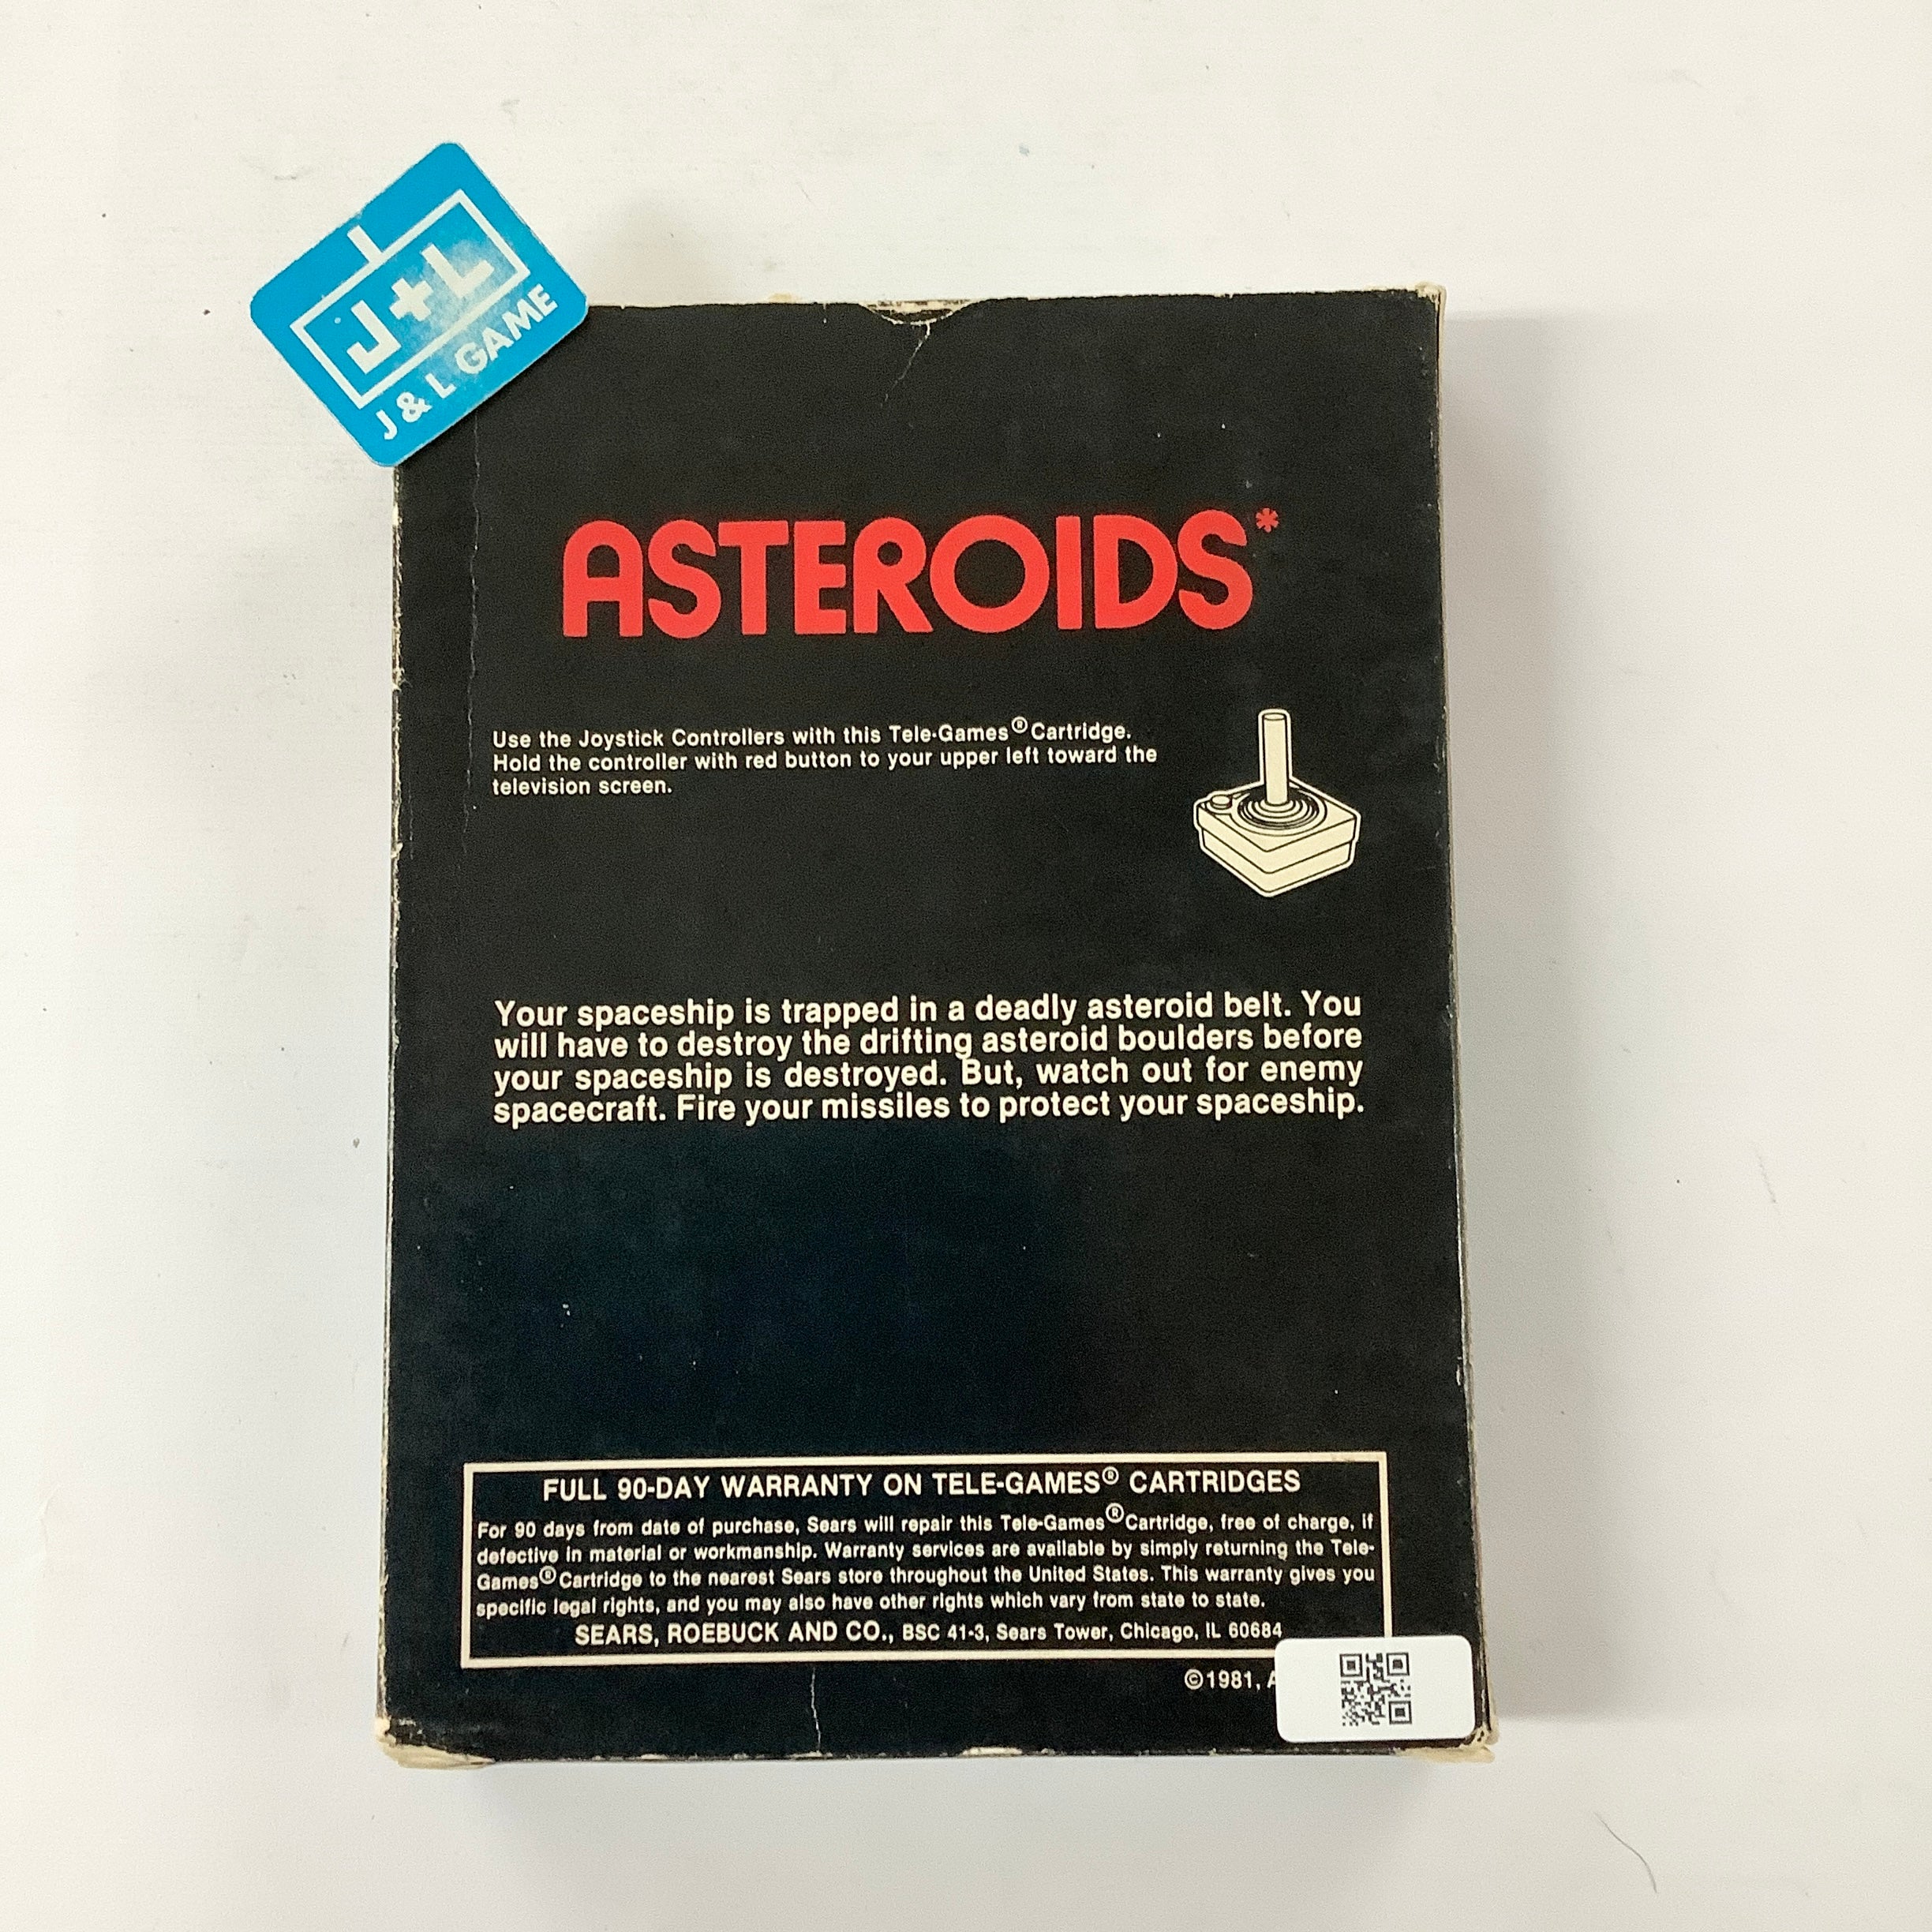 J+L
J & L GAME
ASTEROIDS*
Use the Joystick Controllers with this Tele-Games® Cartridge.
Hold the controller with red button to your upper left toward the
television screen.
Your spaceship is trapped in a deadly asteroid belt. You
will have to destroy the drifting asteroid boulders before
your spaceship is destroyed. But, watch out for enemy
spacecraft. Fire your missiles to protect your spaceship.
FULL 90-DAY WARRANTY ON TELE-GAMES® CARTRIDGES
For 90 days from date of purchase, Sears will repair this Tele-Games® Cartridge, free of charge, if
defective in material or workmanship. Warranty services are available by simply returning the Tele-
Games® Cartridge to the nearest Sears store throughout the United States. This warranty gives you
specific legal rights, and you may also have other rights which vary from state to state.
SEARS, ROEBUCK AND CO., BSC 41-3, Sears Tower, Chicago, IL 60684
©1981,